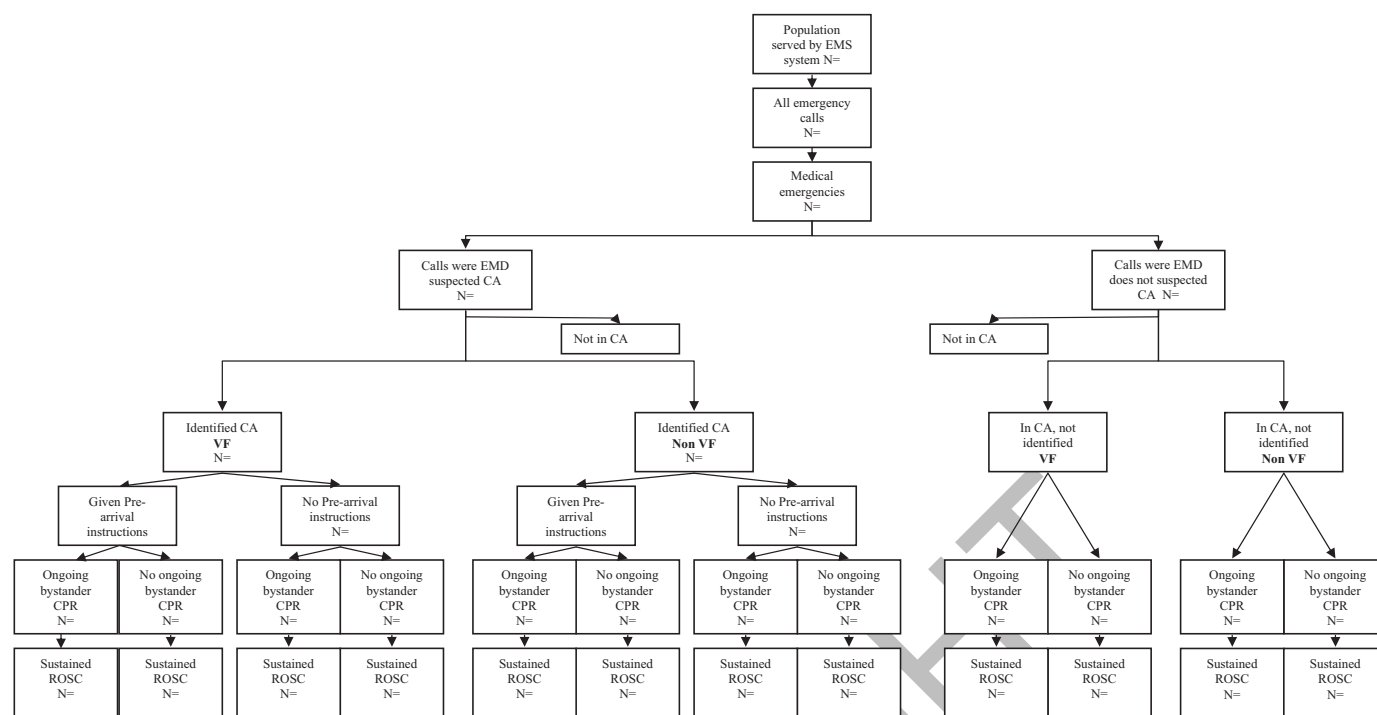 Population
served by EMS
system N=
All emergency
calls
N=
Medical
emergencies
N=
Calls were EMD
suspected CA
N=
Calls were EMD
does not suspected
CA N=
Not in CA
Not in CA
Identified CA
VF
N=
Identified CA
Non VF
N=
In CA, not
identified
VF
In CA, not
identified
Non VF
Given Pre-
arrival
instructions
No Pre-arrival
instructions
N=
Given Pre-
arrival
instructions
No Pre-arrival
instructions
N=
Ongoing
bystander
CPR
N=
No ongoing
bystander
CPR
N=
Ongoing
bystander
CPR
N=
No ongoing
bystander
CPR
N=
Ongoing
bystander
CPR
N=
No ongoing
bystander
CPR
N=
Ongoing
bystander
CPR
N=
No ongoing
bystander
CPR
N=
Ongoing
bystander
CPR
N=
No ongoing
bystander
CPR
N=
Ongoing
bystander
CPR
N=
No ongoing
bystander
CPR
N=
Sustained
ROSC
N=
Sustained
ROSC
N=
Sustained
ROSC
N=
Sustained
ROSC
N=
Sustained
ROSC
N=
Sustained
ROSC
N=
Sustained
ROSC
N=
Sustained
ROSC
N=
Sustained
ROSC
N=
Sustained
ROSC
N=
Sustained
ROSC
N=
Sustained
ROSC
N=